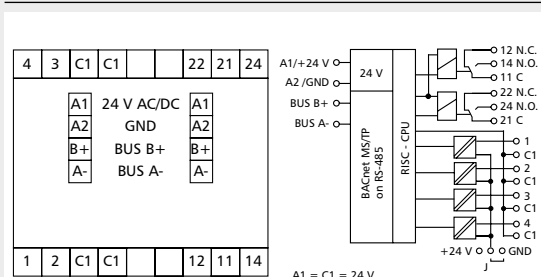 4 3 C1 C1 22 21 24
A1 24 V AC/DC A1
A2 GND A2
B+ BUS B+ B+
A- BUS A- A-
1 2 C1 C1 12 11 14
A1/+24 V
A2 /GND
BUS B+
BUS A-
24 V
BACnet MS/TP
on RS-485
RISC - CPU
12 N.C.
14 N.O.
11 C
22 N.C.
24 N.O.
21 C
1
C1
2
C1
3
C1
4
C1
+24 V GND
J
A1 = C1 = 24 V